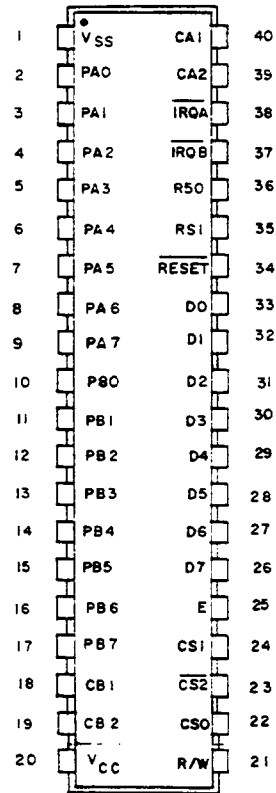 1 VSS CA1 40
2 PA0 CA2 39
3 PA1 IRQA 38
4 PA2 IRQB 37
5 PA3 R50 36
6 PA4 RS1 35
7 PA5 RESET 34
8 PA6 D0 33
9 PA7 D1 32
10 P80 D2 31
11 PB1 D3 30
12 PB2 D4 29
13 PB3 D5 28
14 PB4 D6 27
15 PB5 D7 26
16 PB6 E 25
17 PB7 CS1 24
18 CB1 CS2 23
19 CB2 CS0 22
20 VCC R/W 21